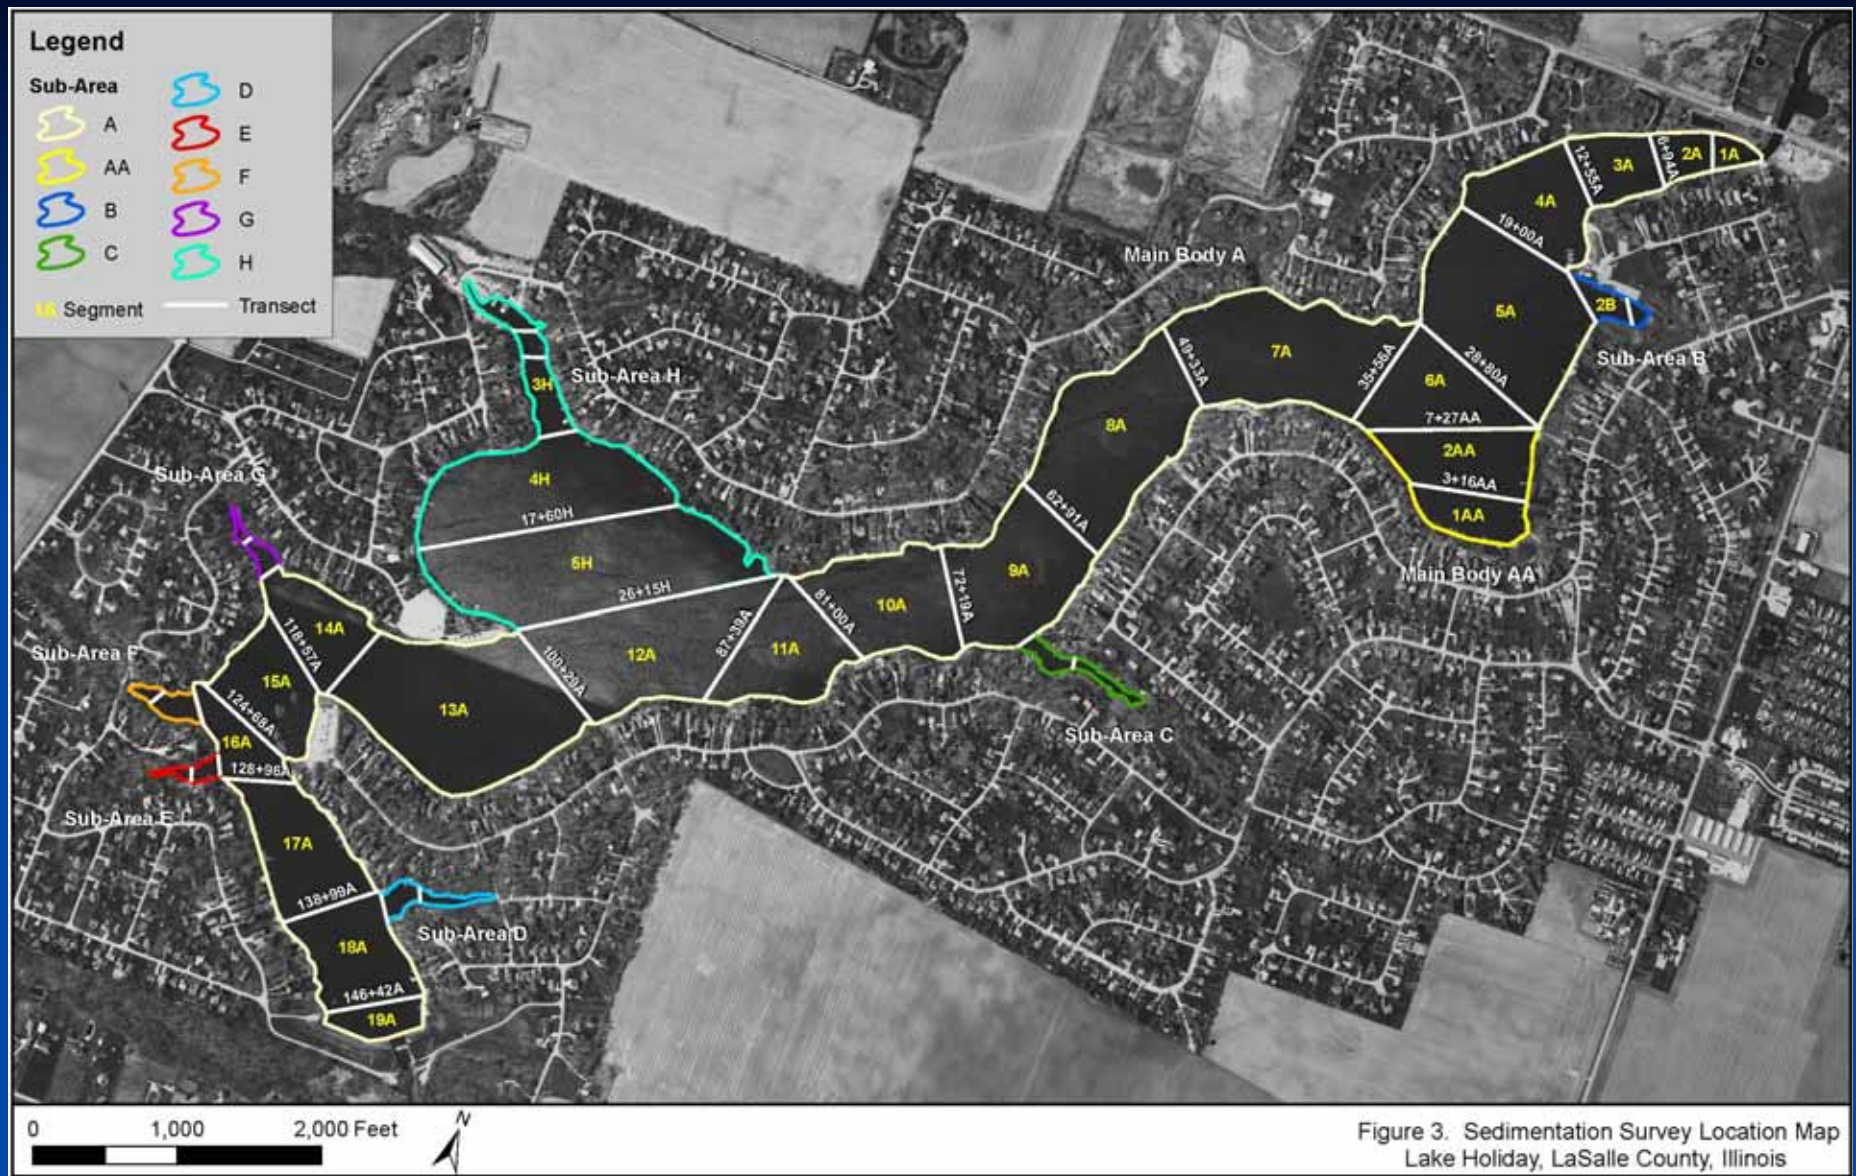 Legend
Sub-Area
A
AA
B
C
D
E
F
G
H
Segment
Transect
Main Body A
1A
2A
6+94A
3A
12+55A
4A
19+00A
5A
2B
Sub-Area B
28+80A
6A
35+56A
7+27AA
2AA
3+16AA
1AA
Main Body AA
7A
49+33A
8A
62+91A
9A
72+19A
10A
81+00A
11A
87+39A
12A
Sub-Area C
Sub-Area H
3H
4H
17+60H
5H
26+15H
100+29A
13A
Sub-Area G
14A
118+57A
15A
Sub-Area F
124+68A
16A
128+96A
Sub-Area E
17A
138+99A
Sub-Area D
18A
146+42A
19A
0 1,000 2,000 Feet
N
Figure 3. Sedimentation Survey Location Map
Lake Holiday, LaSalle County, Illinois